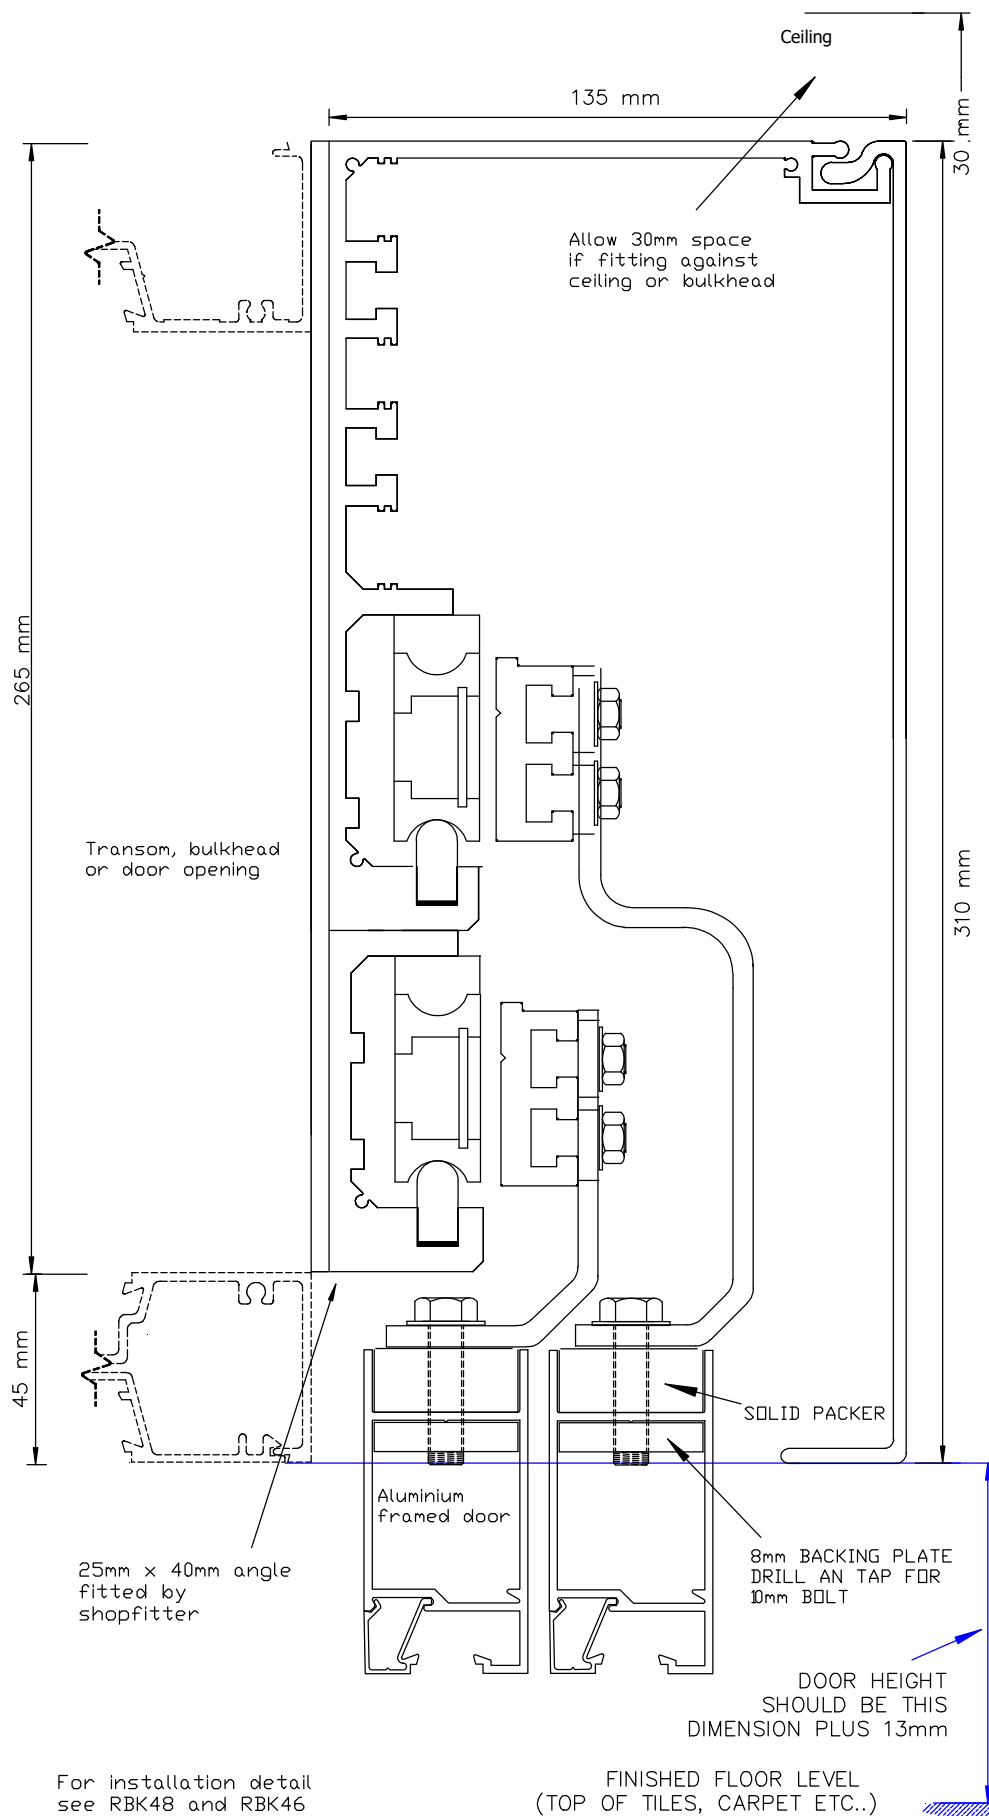 Ceiling
135 mm
30 mm
Allow 30mm space
if fitting against
ceiling or bulkhead
265 mm
Transom, bulkhead
or door opening
310 mm
45 mm
SOLID PACKER
Aluminium
framed door
25mm x 40mm angle
fitted by
shopfitter
8mm BACKING PLATE
DRILL AN TAP FOR
10mm BOLT
DOOR HEIGHT
SHOULD BE THIS
DIMENSION PLUS 13mm
For installation detail
see RBK48 and RBK46
FINISHED FLOOR LEVEL
(TOP OF TILES, CARPET ETC..)